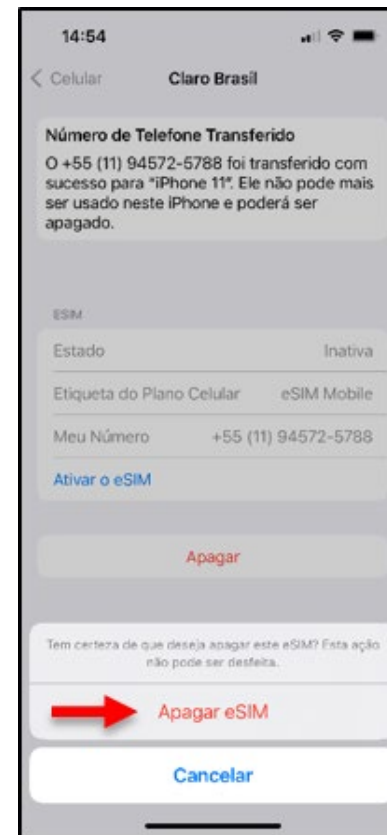 14:54
Celular
Claro Brasil
Número de Telefone Transferido
O +55 (11) 94572-5788 foi transferido com
sucesso para "iPhone 11". Ele não pode mais
ser usado neste iPhone e poderá ser
apagado.
ESIM
Estado Inativa
Etiqueta do Plano Celular eSIM Mobile
Meu Número +55 (11) 94572-5788
Ativar o eSIM
Apagar
Tem certeza de que deseja apagar este eSIM? Esta ação
não pode ser desfeita.
Apagar eSIM
Cancelar